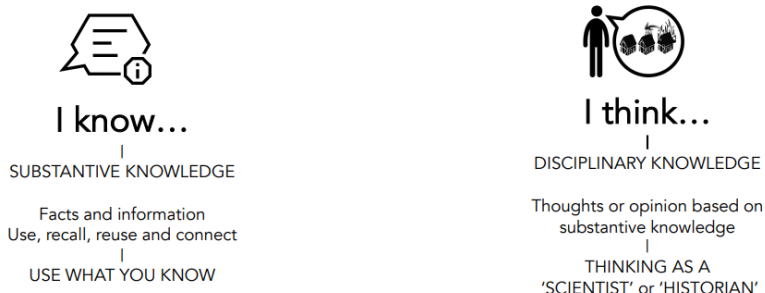 I know...
SUBSTANTIVE KNOWLEDGE
Facts and information
Use, recall, reuse and connect
USE WHAT YOU KNOW
I think...
DISCIPLINARY KNOWLEDGE
Thoughts or opinion based on
substantive knowledge
THINKING AS A
‘SCIENTIST’ or ‘HISTORIAN’